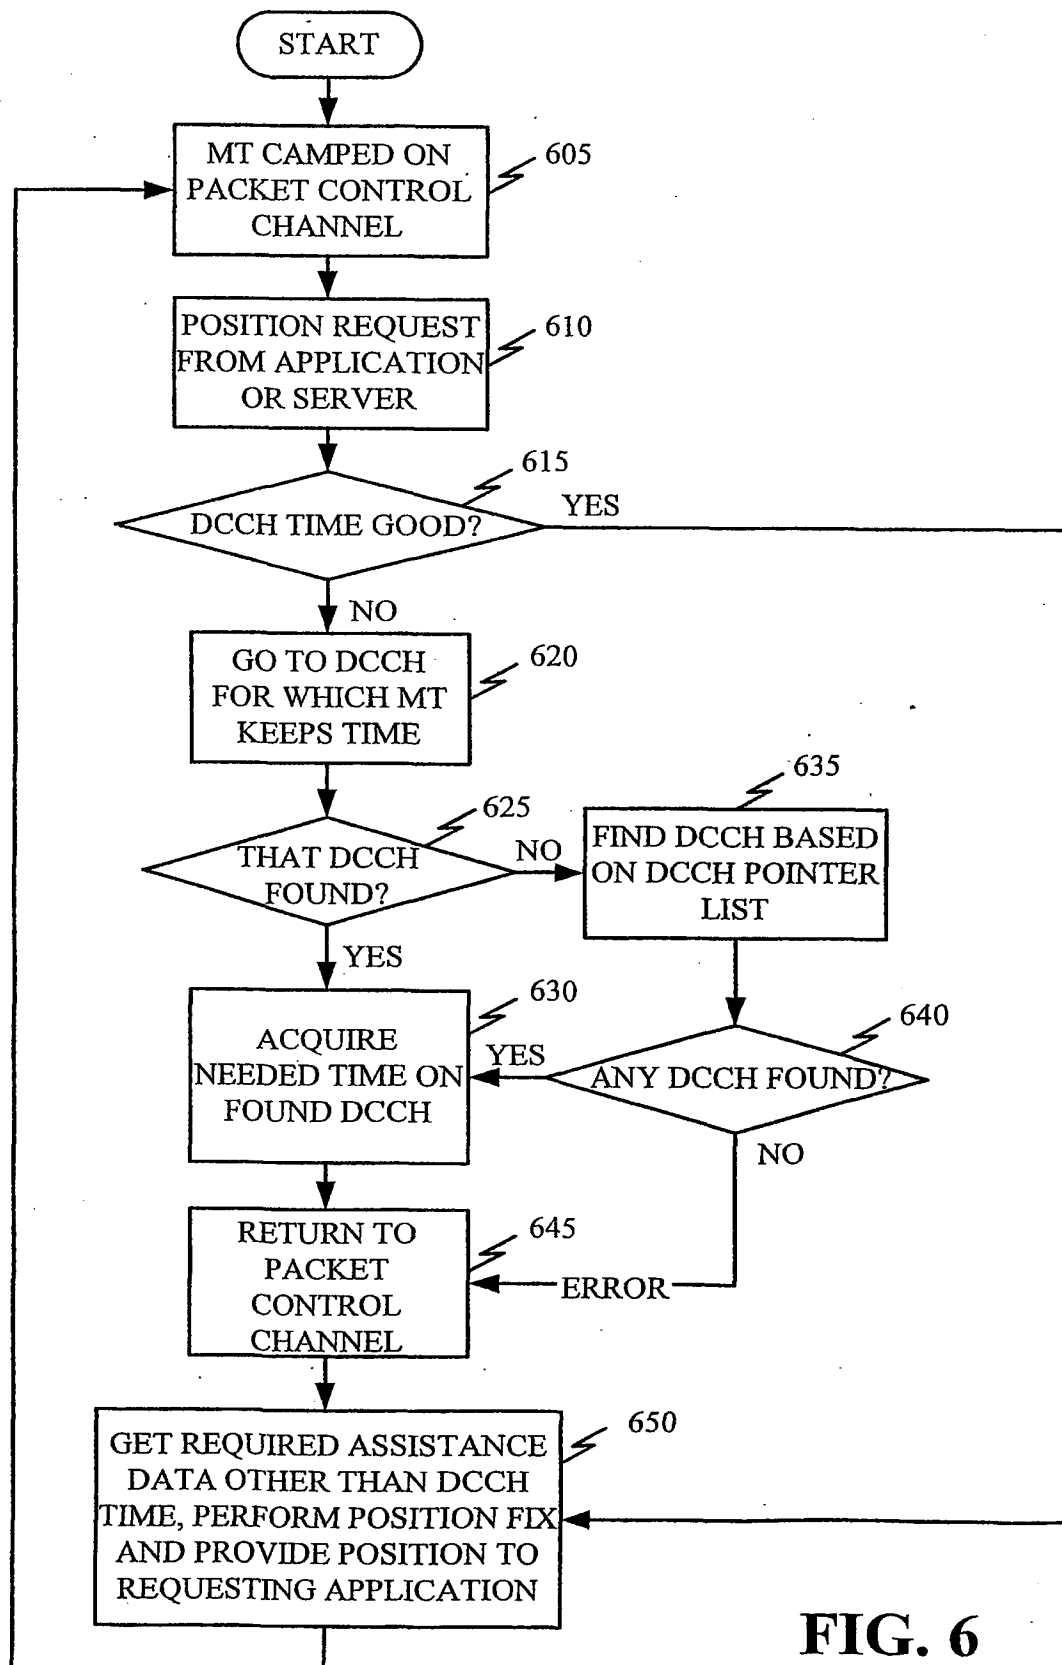 START
MT CAMPED ON
PACKET CONTROL
CHANNEL
605
POSITION REQUEST
FROM APPLICATION
OR SERVER
610
DCCH TIME GOOD?
615
YES
NO
GO TO DCCH
FOR WHICH MT
KEEPS TIME
620
THAT DCCH
FOUND?
625
NO
YES
FIND DCCH BASED
ON DCCH POINTER
LIST
635
ACQUIRE
NEEDED TIME ON
FOUND DCCH
630
YES
ANY DCCH FOUND?
640
NO
RETURN TO
PACKET
CONTROL
CHANNEL
645
ERROR
GET REQUIRED ASSISTANCE
DATA OTHER THAN DCCH
TIME, PERFORM POSITION FIX
AND PROVIDE POSITION TO
REQUESTING APPLICATION
650
FIG. 6